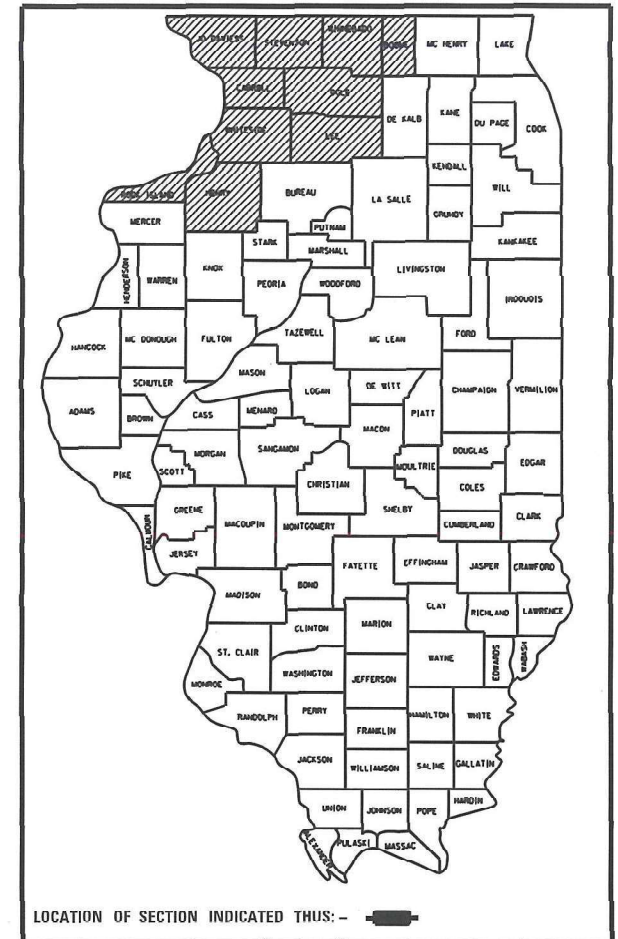 JO DAVIESS STEPHENSON WINNEBAGO BOONE MC HENRY LAKE
CARROLL OGLE
DE KALB KANE DU PAGE COOK
WHITESIDE LEE
KENDALL
ROCK ISLAND HENRY BUREAU LA SALLE WILL
GRUNDY
MERCER PUTNAM
STARK MARSHALL KANKAKEE
HENDERSON WARREN KNOX PEORIA WOODFORD LIVINGSTON
IROQUOIS
HANCOCK MC DONOUGH FULTON TAZEWELL MC LEAN FORD
MASON
SCHUYLER LOGAN DE WITT CHAMPAIGN VERMILION
ADAMS BROWN CASS MENARD MACON PIATT
MORGAN SANGAMON DOUGLAS EDGAR
PIKE SCOTT CHRISTIAN MOULTRIE COLES
GREENE MACOUPIN MONTGOMERY SHELBY CUMBERLAND CLARK
CALHOUN JERSEY
FAYETTE EFFINGHAM JASPER CRAWFORD
MADISON BOND
CLAY RICHLAND LAWRENCE
CLINTON MARION
ST. CLAIR WAYNE EDWARDS WABASH
MONROE WASHINGTON JEFFERSON
RANDOLPH PERRY HAMILTON WHITE
FRANKLIN
JACKSON WILLIAMSON SALINE GALLATIN
UNION JOHNSON POPE HARDIN
ALEXANDER PULASKI MASSAC
LOCATION OF SECTION INDICATED THUS: -